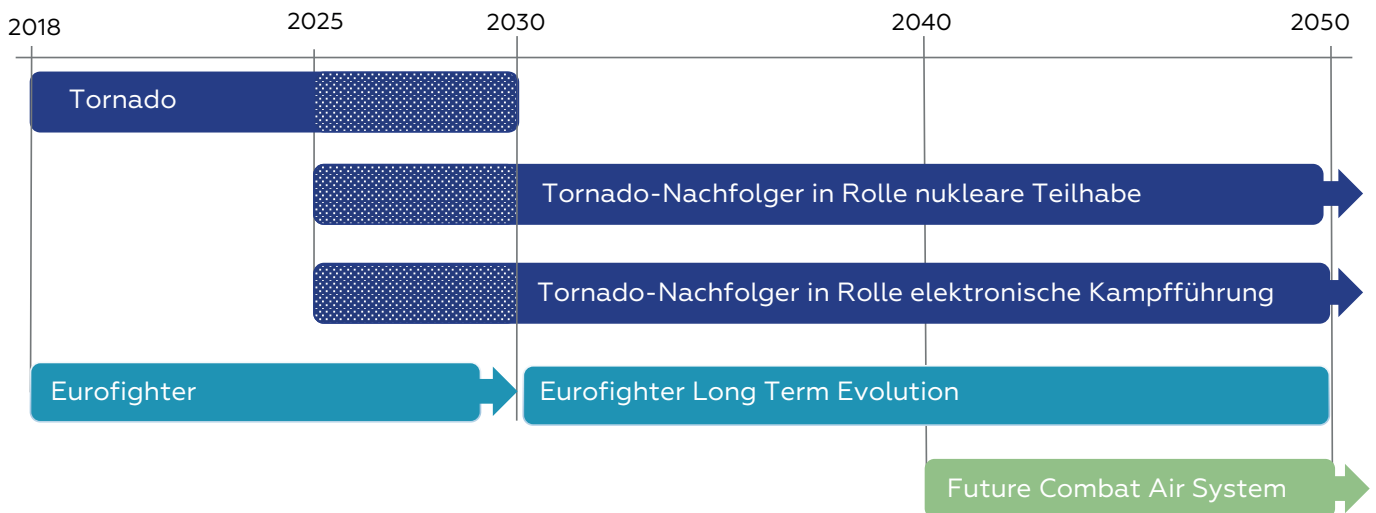 2018 2025 2030 2040 2050
Tornado
Tornado-Nachfolger in Rolle nukleare Teilhabe
Tornado-Nachfolger in Rolle elektronische Kampfführung
Eurofighter Eurofighter Long Term Evolution
Future Combat Air System